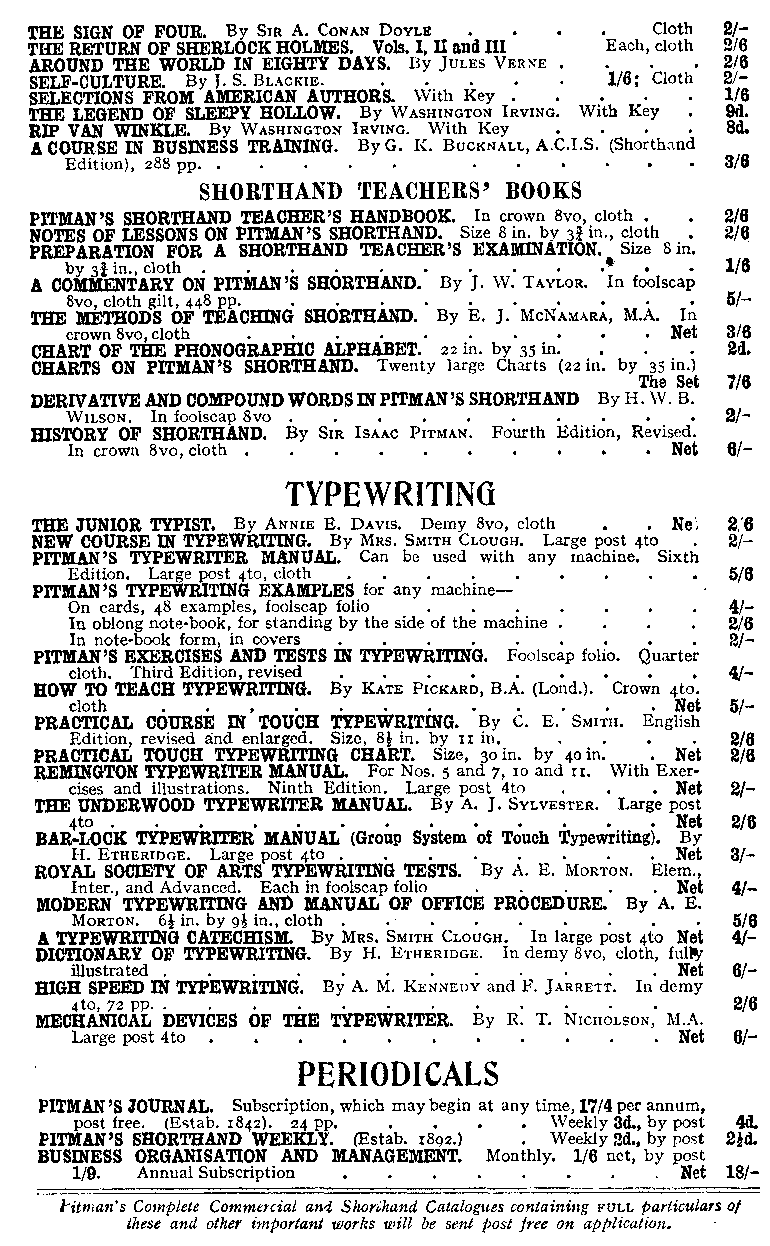 THE SIGN OF FOUR. By Sir A. Conan Doyle . . . . Cloth 2/-
THE RETURN OF SHERLOCK HOLMES. Vols. I, II and III Each, cloth 2/6
AROUND THE WORLD IN EIGHTY DAYS. By Jules Verne . . . . 2/6
SELF-CULTURE. By J. S. Blackie. . . . . . 1/6; Cloth 2/-
SELECTIONS FROM AMERICAN AUTHORS. With Key . . . . . 1/6
THE LEGEND OF SLEEPY HOLLOW. By Washington Irving. With Key . 9d.
RIP VAN WINKLE. By Washington Irving. With Key . . . . 8d.
A COURSE IN BUSINESS TRAINING. By G. K. Bucknall, A.C.I.S. (Shorthand
Edition), 288 pp. . . . . . . . . . . . 3/6
SHORTHAND TEACHERS' BOOKS
PITMAN'S SHORTHAND TEACHER'S HANDBOOK. In crown 8vo, cloth . . 2/6
NOTES OF LESSONS ON PITMAN'S SHORTHAND. Size 8 in. by 3¾ in., cloth . 2/6
PREPARATION FOR A SHORTHAND TEACHER'S EXAMINATION. Size 8 in.
by 3¾ in., cloth . . . . . . . . . . . . 1/6
A COMMENTARY ON PITMAN'S SHORTHAND. By J. W. Taylor. In foolscap
8vo, cloth gilt, 448 pp. . . . . . . . . . . 5/-
THE METHODS OF TEACHING SHORTHAND. By E. J. McNamara, M.A. In
crown 8vo, cloth . . . . . . . . . Net 3/6
CHART OF THE PHONOGRAPHIC ALPHABET. 22 in. by 35 in. . . . 2d.
CHARTS ON PITMAN'S SHORTHAND. Twenty large Charts (22 in. by 35 in.)
The Set 7/6
DERIVATIVE AND COMPOUND WORDS IN PITMAN'S SHORTHAND By H. W. B.
Wilson. In foolscap 8vo . . . . . . . . . . 2/-
HISTORY OF SHORTHAND. By Sir Isaac Pitman. Fourth Edition, Revised.
In crown 8vo, cloth . . . . . . . . . . Net 6/-
TYPEWRITING
THE JUNIOR TYPIST. By Annie E. Davis. Demy 8vo, cloth . . Net 2/6
NEW COURSE IN TYPEWRITING. By Mrs. Smith Clough. Large post 4to . 2/-
PITMAN'S TYPEWRITER MANUAL. Can be used with any machine. Sixth
Edition. Large post 4to, cloth . . . . . . . . . 5/6
PITMAN'S TYPEWRITING EXAMPLES for any machine—
On cards, 48 examples, foolscap folio . . . . . . . 4/-
In oblong note-book, for standing by the side of the machine . . . . 2/6
In note-book form, in covers . . . . . . . . . 2/-
PITMAN'S EXERCISES AND TESTS IN TYPEWRITING. Foolscap folio. Quarter
cloth. Third Edition, revised . . . . . . . . . 4/-
HOW TO TEACH TYPEWRITING. By Kate Pickard, B.A. (Lond.). Crown 4to.
cloth . . . . . . . . . . . . Net 5/-
PRACTICAL COURSE IN TOUCH TYPEWRITING. By C. E. Smith. English
Edition, revised and enlarged. Size, 8½ in. by 11 in. . . . . . 2/6
PRACTICAL TOUCH TYPEWRITING CHART. Size, 30 in. by 40 in. . . Net 2/6
REMINGTON TYPEWRITER MANUAL. For Nos. 5 and 7, 10 and 11. With Exer-
cises and illustrations. Ninth Edition. Large post 4to . . . Net 2/-
THE UNDERWOOD TYPEWRITER MANUAL. By A. J. Sylvester. Large post
4to . . . . . . . . . . . . . Net 2/6
BAR-LOCK TYPEWRITER MANUAL (Group System of Touch Typewriting). By
H. Etheridge. Large post 4to . . . . . . . . Net 3/-
ROYAL SOCIETY OF ARTS TYPEWRITING TESTS. By A. E. Morton. Elem.,
Inter., and Advanced. Each in foolscap folio . . . . . Net 4/-
MODERN TYPEWRITING AND MANUAL OF OFFICE PROCEDURE. By A. E.
Morton. 6½ in. by 9½ in., cloth . . . . . . . . . 5/6
A TYPEWRITING CATECHISM. By Mrs. Smith Clough. In large post 4to Net 4/-
DICTIONARY OF TYPEWRITING. By H. Etheridge. In demy 8vo, cloth, fully
illustrated . . . . . . . . . . . . Net 6/-
HIGH SPEED IN TYPEWRITING. By A. M. Kennedy and F. Jarrett. In demy
4to, 72 pp. . . . . . . . . . . . . 2/6
MECHANICAL DEVICES OF THE TYPEWRITER. By R. T. Nicholson, M.A.
Large post 4to . . . . . . . . . . . Net 6/-
PERIODICALS
PITMAN'S JOURNAL. Subscription, which may begin at any time, 17/4 per annum,
post free. (Estab. 1842). 24 pp. . . . . . Weekly 3d., by post 4d.
PITMAN'S SHORTHAND WEEKLY. (Estab. 1892.) . Weekly 2d., by post 2½d.
BUSINESS ORGANISATION AND MANAGEMENT. Monthly. 1/6 net, by post
1/9. Annual Subscription . . . . . . . . Net 18/-
Pitman's Complete Commercial and Shorthand Catalogues containing FULL particulars of
these and other important works will be sent post free on application.